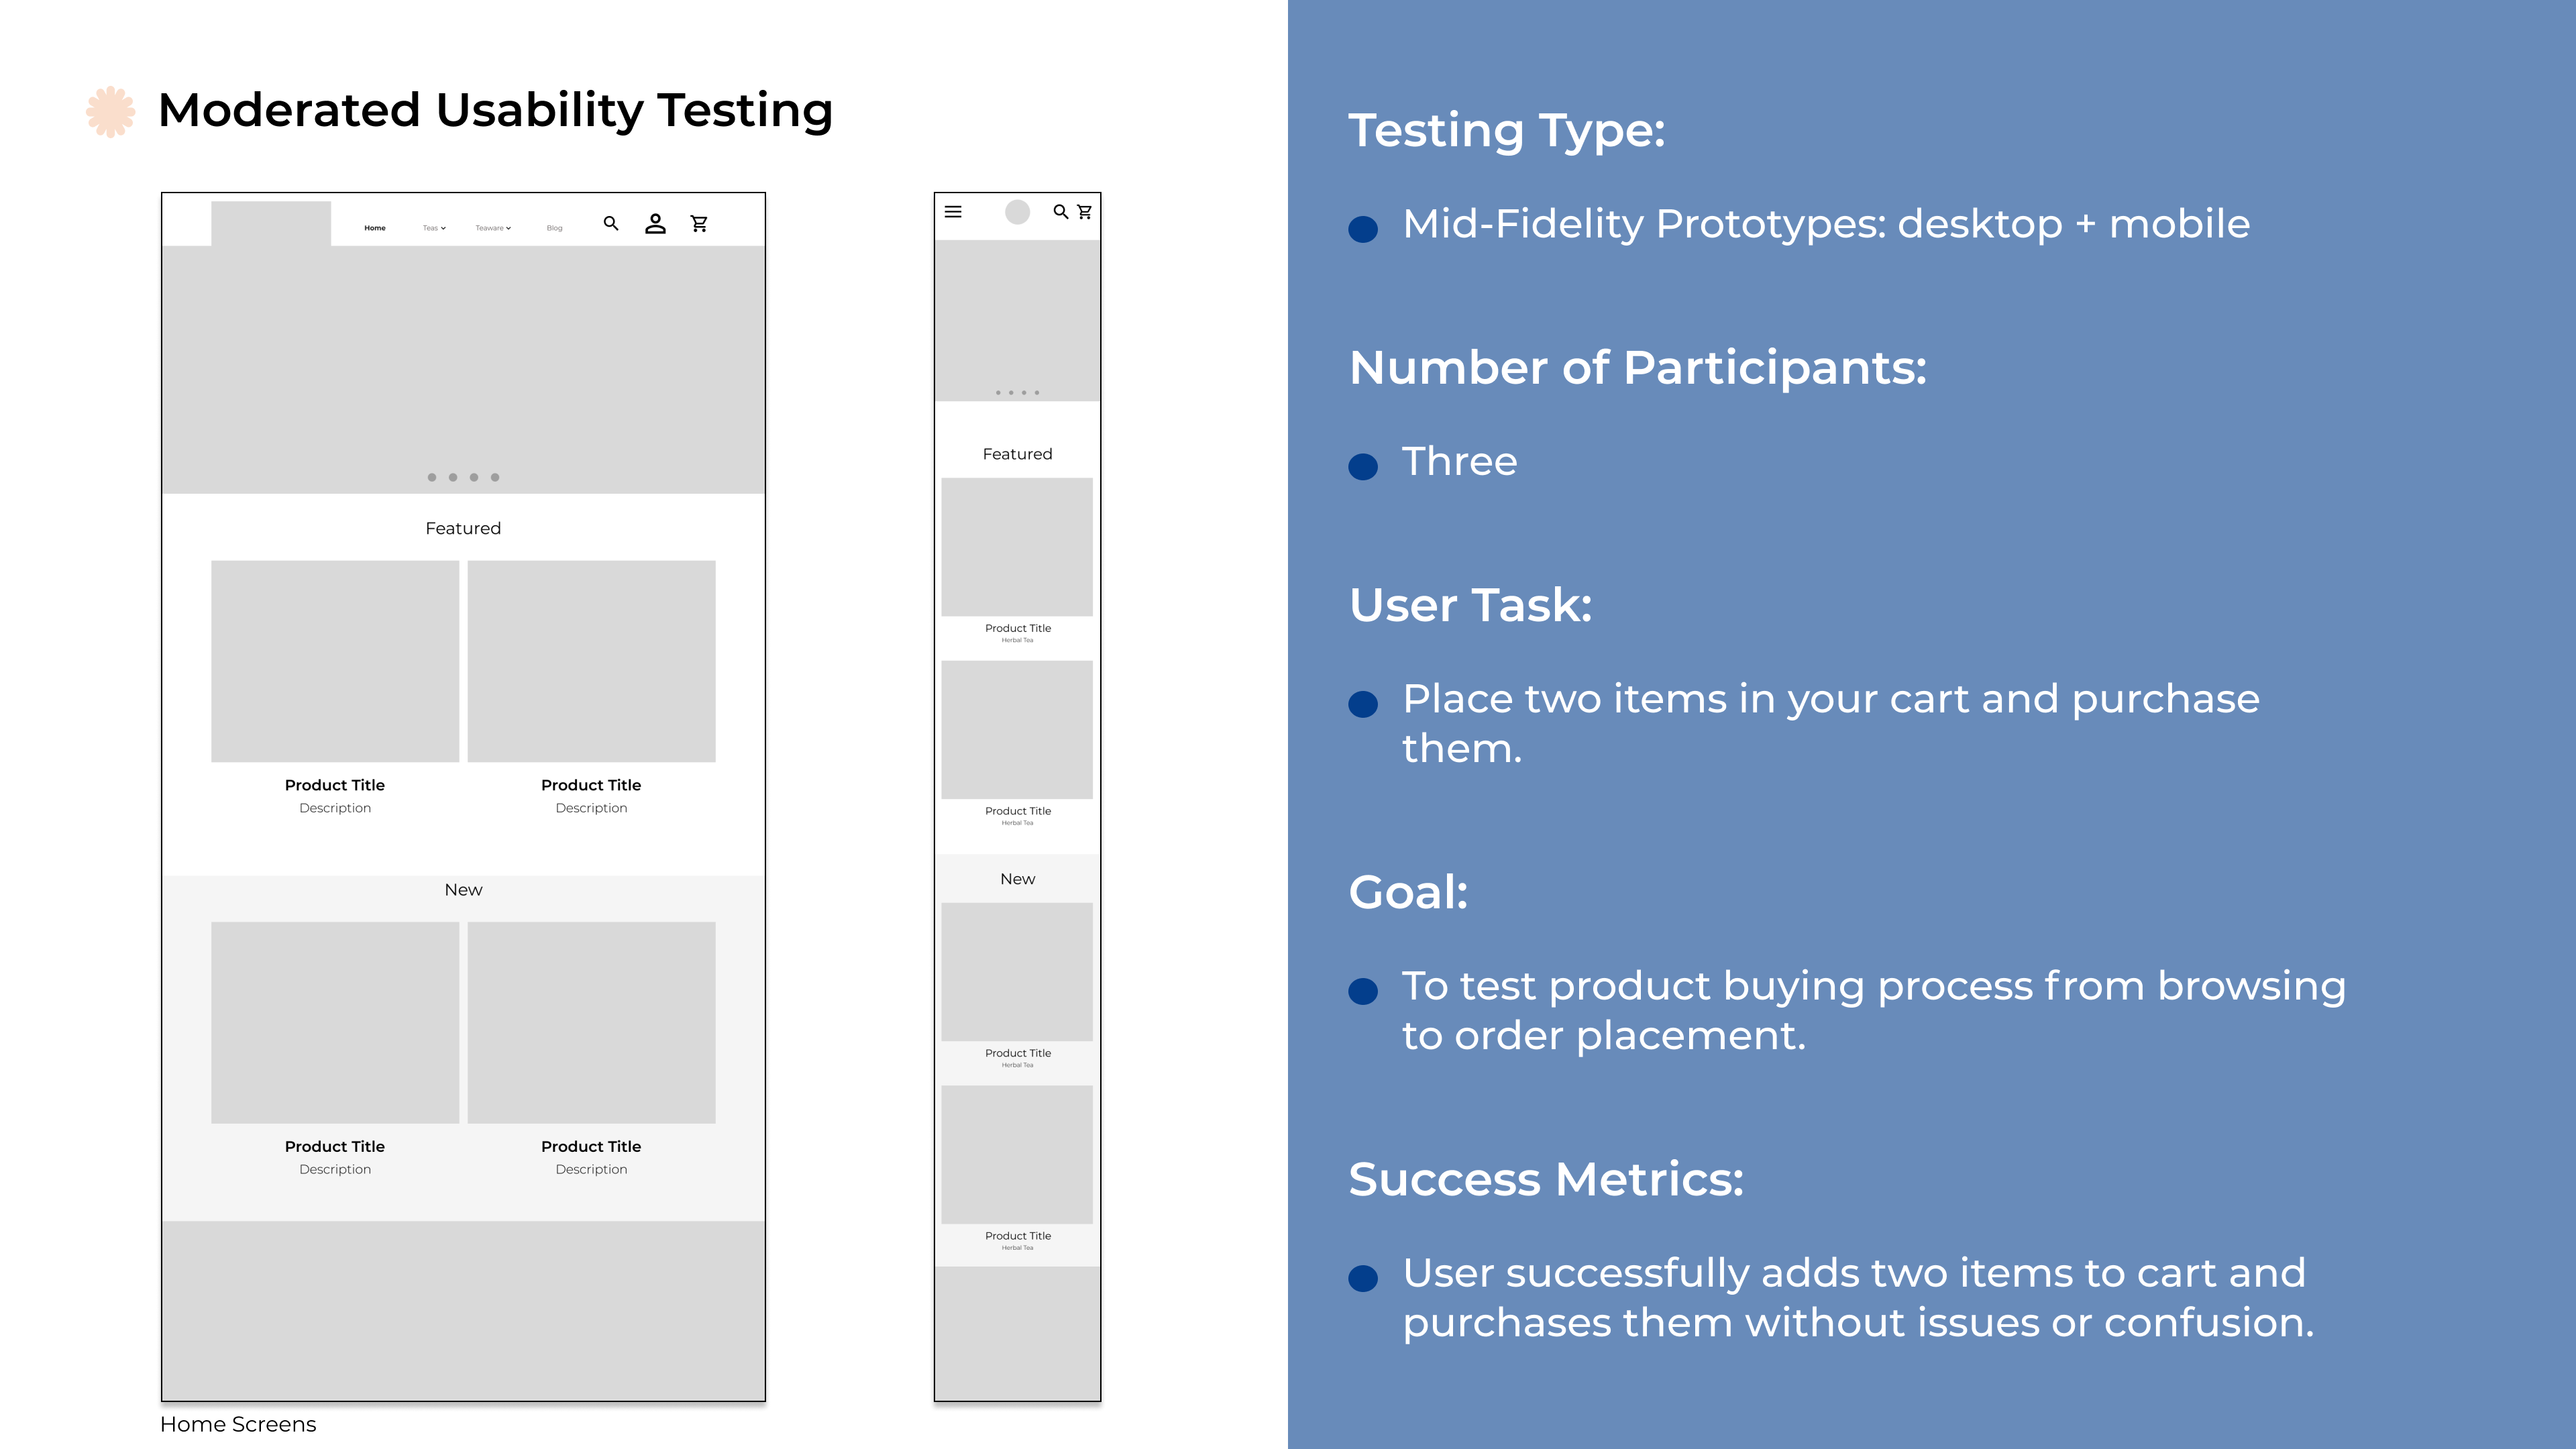 Moderated Usability Testing
Home Teas Teaware Blog
Featured
Product Title Product Title
Description Description
New
Product Title Product Title
Description Description
Featured
Product Title
Herbal Tea
Product Title
Herbal Tea
New
Product Title
Herbal Tea
Product Title
Herbal Tea
Home Screens
Testing Type:
Mid-Fidelity Prototypes: desktop + mobile
Number of Participants:
Three
User Task:
Place two items in your cart and purchase
them.
Goal:
To test product buying process from browsing
to order placement.
Success Metrics:
User successfully adds two items to cart and
purchases them without issues or confusion.